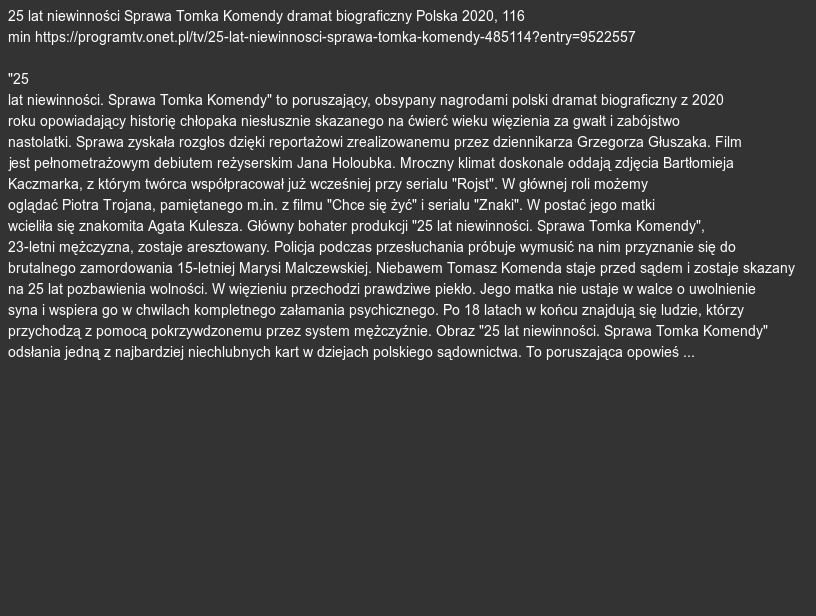 25 lat niewinności Sprawa Tomka Komendy dramat biograficzny Polska 2020, 116
min https://programtv.onet.pl/tv/25-lat-niewinnosci-sprawa-tomka-komendy-485114?entry=9522557
"25
lat niewinności. Sprawa Tomka Komendy" to poruszający, obsypany nagrodami polski dramat biograficzny z 2020
roku opowiadający historię chłopaka niesłusznie skazanego na ćwierć wieku więzienia za gwałt i zabójstwo
nastolatki. Sprawa zyskała rozgłos dzięki reportażowi zrealizowanemu przez dziennikarza Grzegorza Głuszaka. Film
jest pełnometrażowym debiutem reżyserskim Jana Holoubka. Mroczny klimat doskonale oddają zdjęcia Bartłomieja
Kaczmarka, z którym twórca współpracował już wcześniej przy serialu "Rojst". W głównej roli możemy
oglądać Piotra Trojana, pamiętanego m.in. z filmu "Chce się żyć" i serialu "Znaki". W postać jego matki
wcieliła się znakomita Agata Kulesza. Główny bohater produkcji "25 lat niewinności. Sprawa Tomka Komendy",
23-letni mężczyzna, zostaje aresztowany. Policja podczas przesłuchania próbuje wymusić na nim przyznanie się do
brutalnego zamordowania 15-letniej Marysi Malczewskiej. Niebawem Tomasz Komenda staje przed sądem i zostaje skazany
na 25 lat pozbawienia wolności. W więzieniu przechodzi prawdziwe piekło. Jego matka nie ustaje w walce o uwolnienie
syna i wspiera go w chwilach kompletnego załamania psychicznego. Po 18 latach w końcu znajdują się ludzie, którzy
przychodzą z pomocą pokrzywdzonemu przez system mężczyźnie. Obraz "25 lat niewinności. Sprawa Tomka Komendy"
odsłania jedną z najbardziej niechlubnych kart w dziejach polskiego sądownictwa. To poruszająca opowieś ...